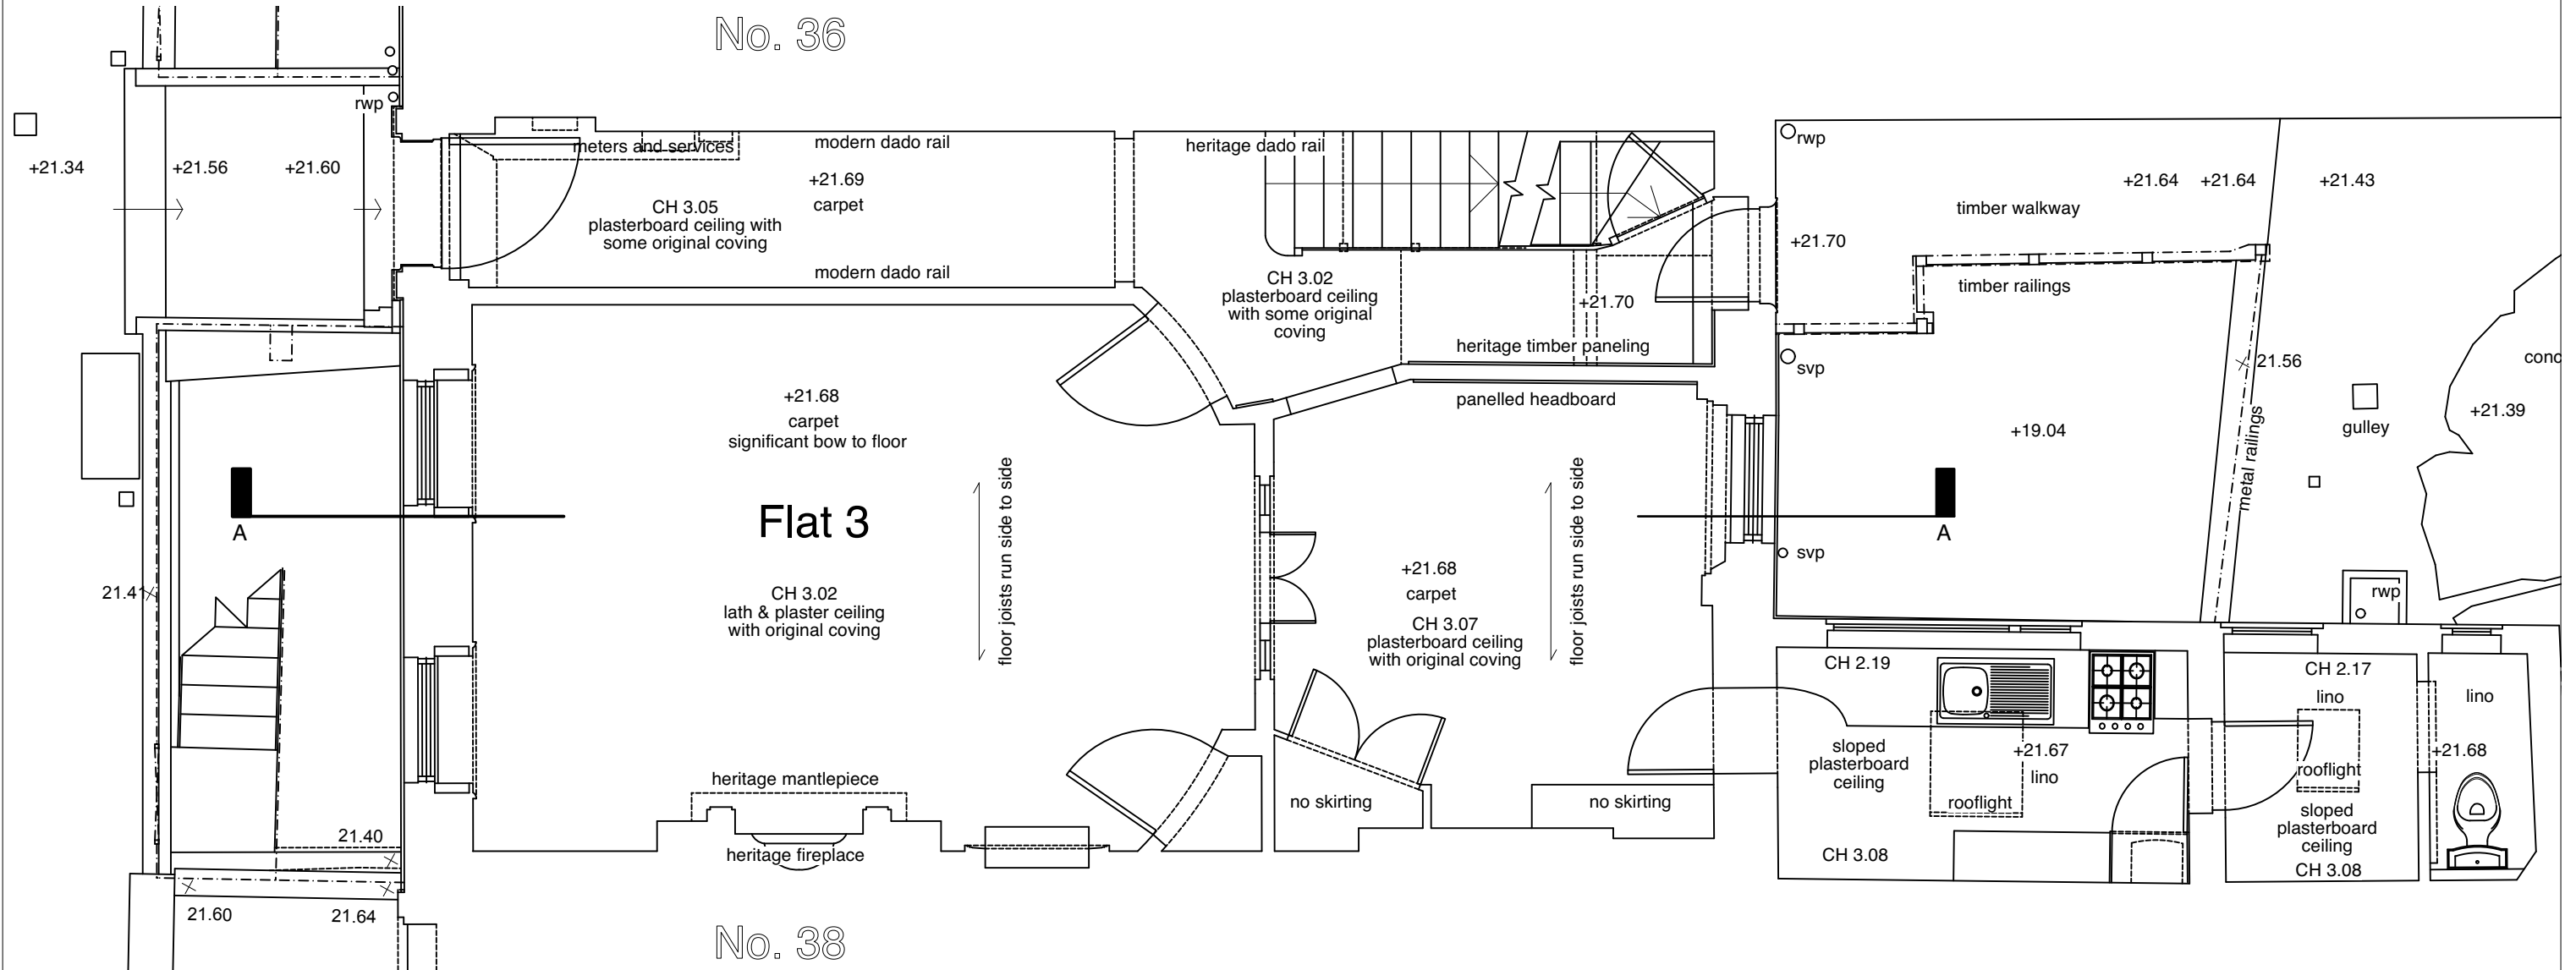 No. 36
rwp
+21.34
+21.56
+21.60
meters and services
modern dado rail
+21.69
carpet
CH 3.05
plasterboard ceiling with
some original coving
modern dado rail
heritage dado rail
CH 3.02
plasterboard ceiling
with some original
coving
+21.70
heritage timber paneling
rwp
+21.70
timber walkway
+21.64
+21.64
+21.43
timber railings
svp
21.56
metal railings
gulley
conc
+21.39
+19.04
svp
rwp
+21.68
carpet
significant bow to floor
Flat 3
CH 3.02
lath & plaster ceiling
with original coving
floor joists run side to side
panelled headboard
+21.68
carpet
CH 3.07
plasterboard ceiling
with original coving
floor joists run side to side
A
A
21.41
21.40
21.60
21.64
heritage mantlepiece
heritage fireplace
no skirting
no skirting
CH 2.19
sloped
plasterboard
ceiling
+21.67
lino
rooflight
CH 3.08
CH 2.17
lino
rooflight
sloped
plasterboard
ceiling
CH 3.08
lino
+21.68
No. 38